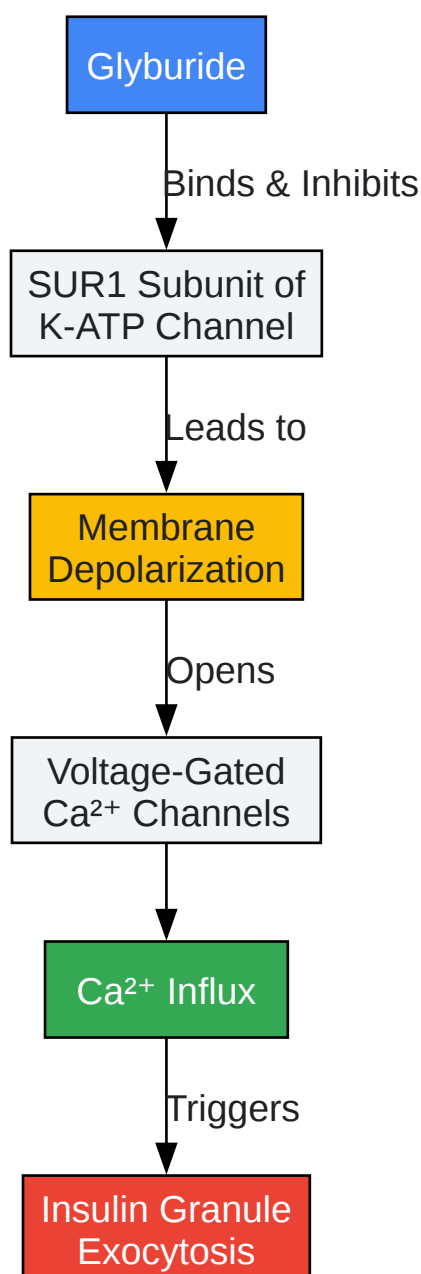 Glyburide
Binds & Inhibits
SUR1 Subunit of
K-ATP Channel
Leads to
Membrane
Depolarization
Opens
Voltage-Gated
Ca²⁺ Channels
Ca²⁺ Influx
Triggers
Insulin Granule
Exocytosis